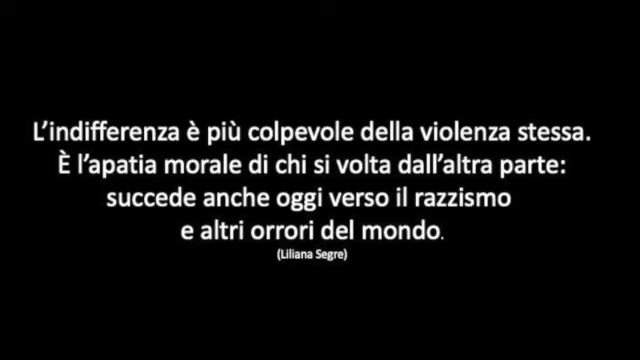 L’indifferenza è più colpevole della violenza stessa.
È l’apatia morale di chi si volta dall’altra parte:
succede anche oggi verso il razzismo
e altri orrori del mondo.
(Liliana Segre)